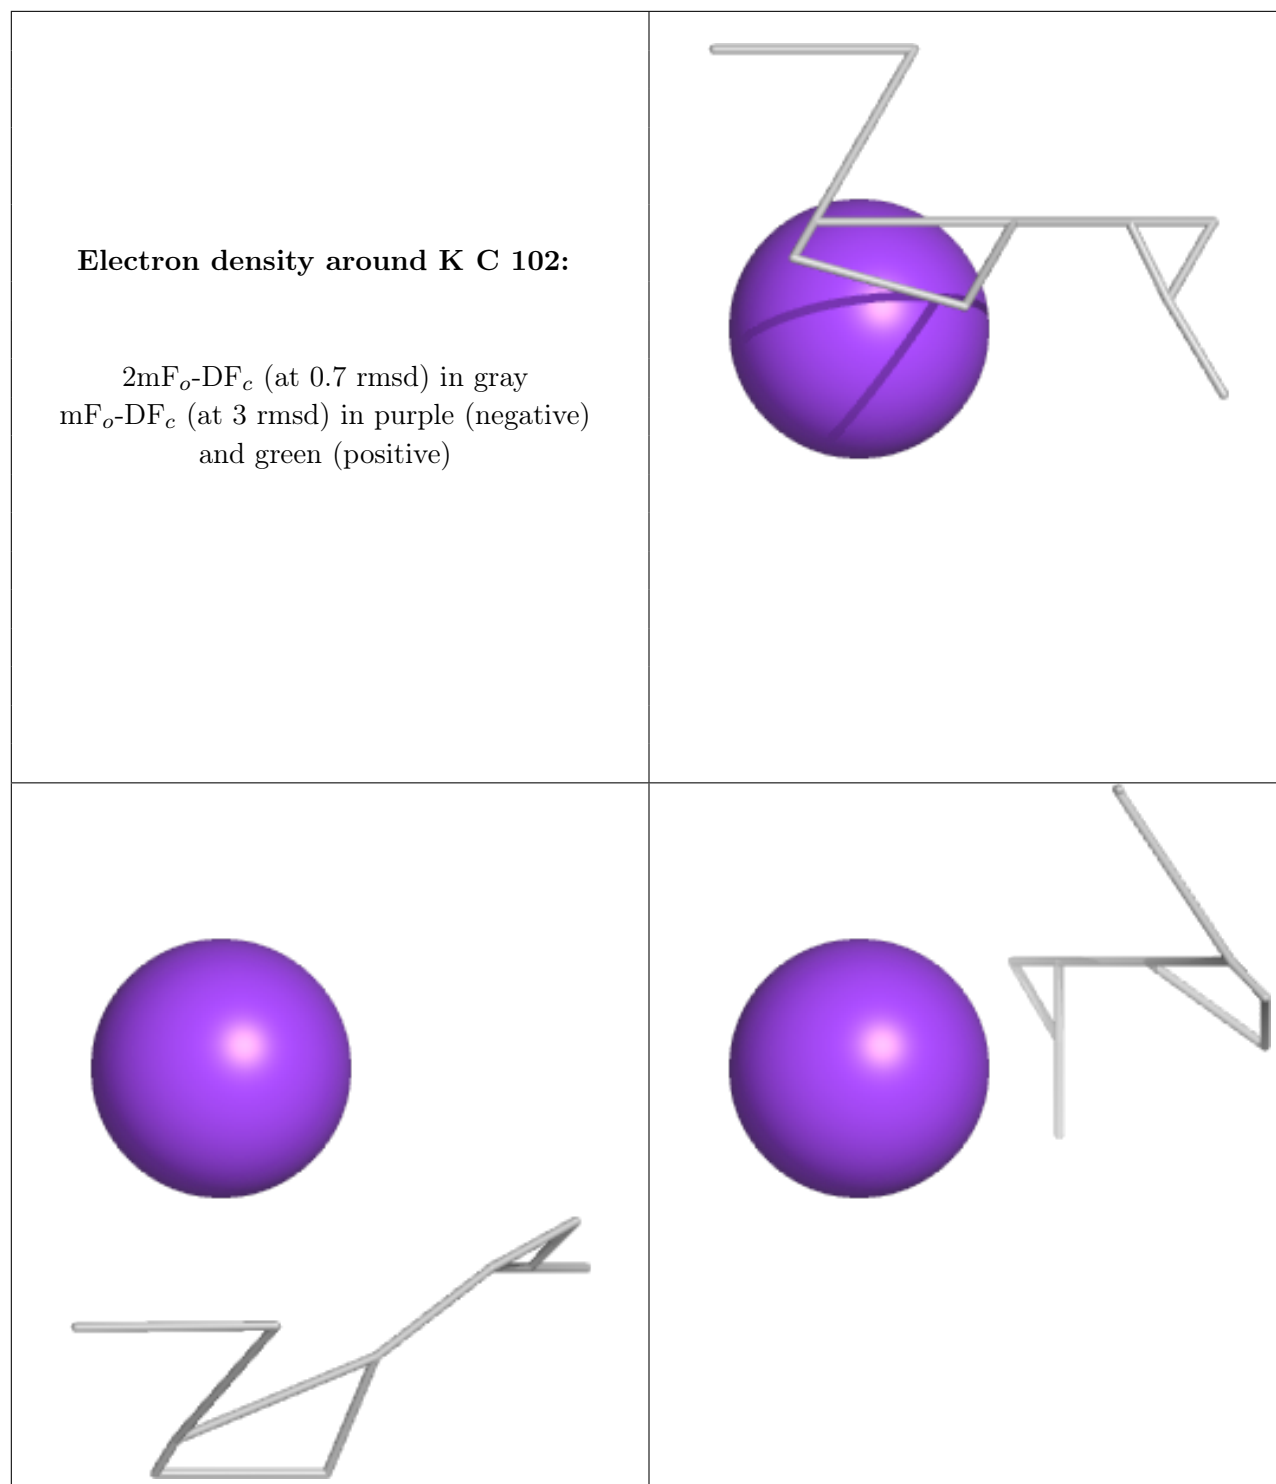 Electron density around K C 102:
2mFo-DFc (at 0.7 rmsd) in gray
mFo-DFc (at 3 rmsd) in purple (negative)
and green (positive)